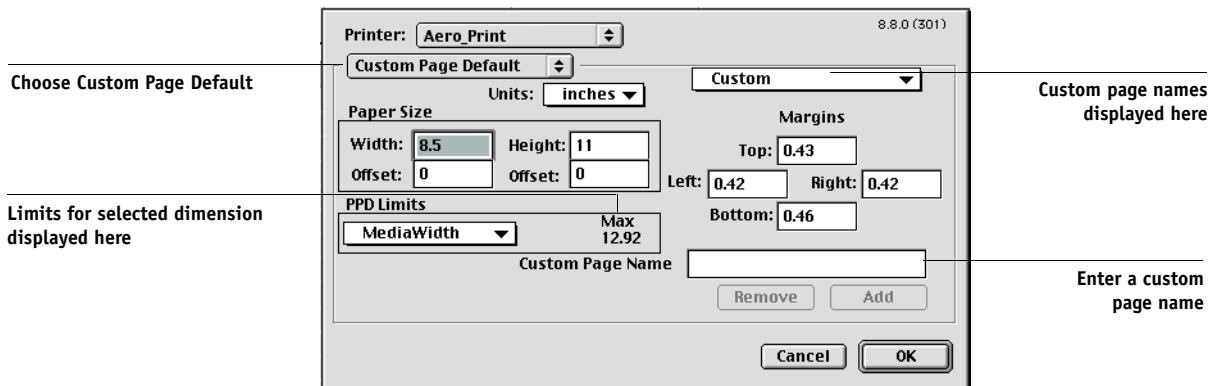 8.8.0 (301)
Printer: Aero_Print
Custom Page Default
Choose Custom Page Default
Custom
Custom page names
displayed here
Units: inches
Paper Size
Margins
Width: 8.5 Height: 11
Top: 0.43
Offset: 0 Offset: 0
Left: 0.42 Right: 0.42
Limits for selected dimension
displayed here
PPD Limits
Bottom: 0.46
MediaWidth
Max
12.92
Custom Page Name
Enter a custom
page name
Remove Add
Cancel OK